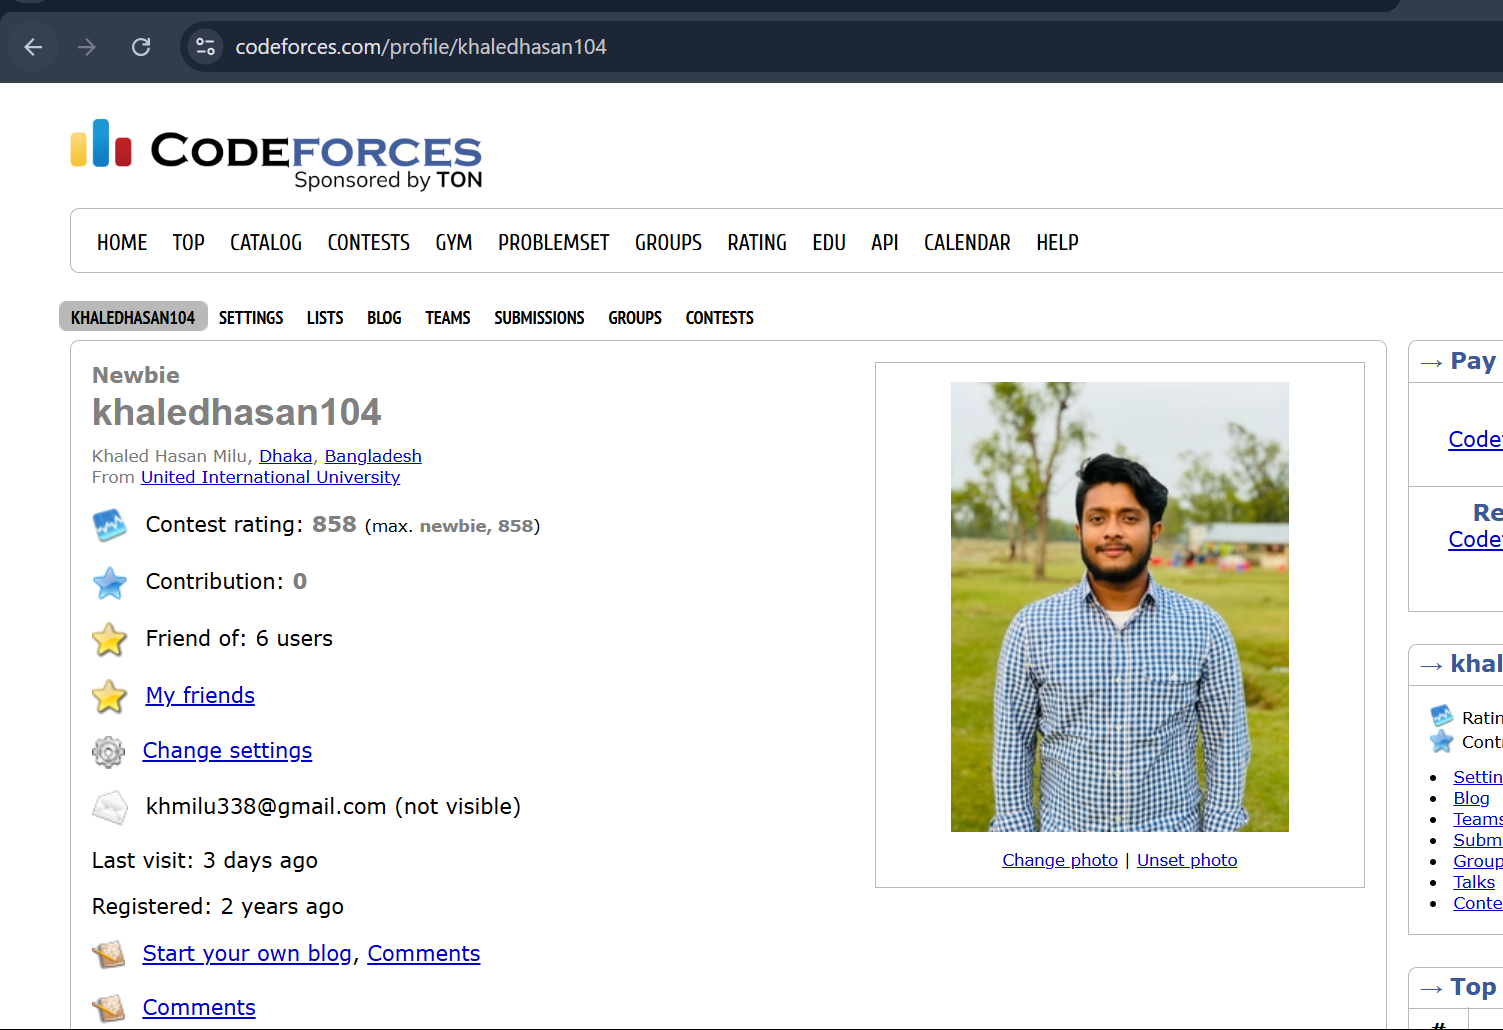 codeforces.com/profile/khaledhasan104
CODEFORCES
Sponsored by TON
HOME TOP CATALOG CONTESTS GYM PROBLEMSET GROUPS RATING EDU API CALENDAR HELP
KHALEDHASAN104 SETTINGS LISTS BLOG TEAMS SUBMISSIONS GROUPS CONTESTS
Newbie
khaledhasan104
Khaled Hasan Milu, Dhaka, Bangladesh
From United International University
Contest rating: 858 (max. newbie, 858)
Contribution: 0
Friend of: 6 users
My friends
Change settings
khmilu338@gmail.com (not visible)
Last visit: 3 days ago
Registered: 2 years ago
Start your own blog, Comments
Comments
Change photo | Unset photo
→ Pay
Codef
Re
Codef
→ khal
Ratin
Cont
Settin
Blog
Teams
Subm
Group
Talks
Conte
→ Top
#